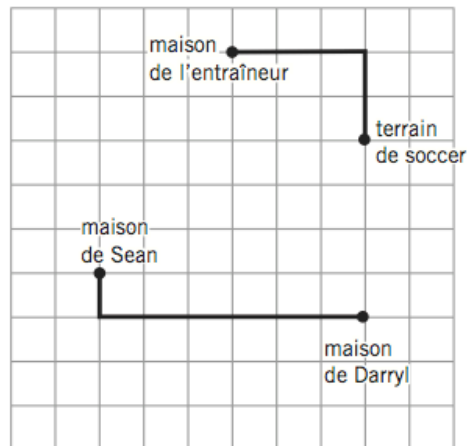 maison
de l'entraîneur
terrain
de soccer
maison
de Sean
maison
de Darryl